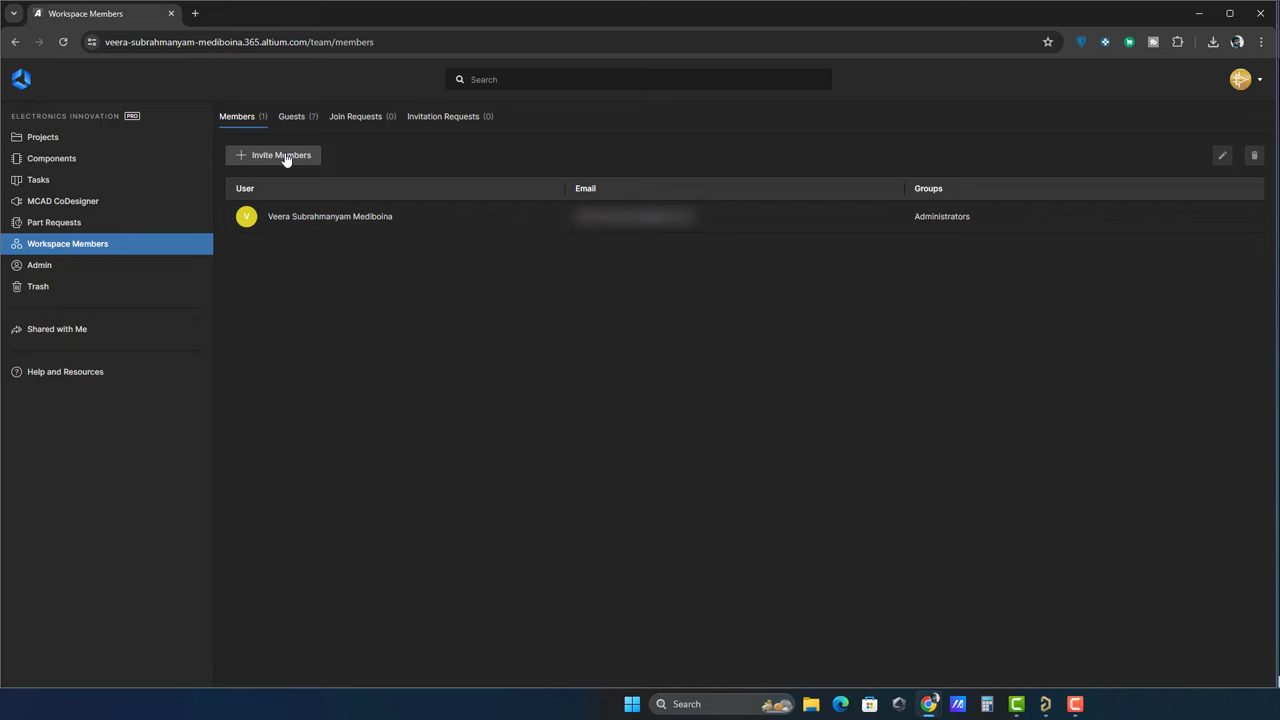 Workspace Members
veera-subrahmanyam-mediboina.365.altium.com/team/members
Search
ELECTRONICS INNOVATION PRO
Projects
Components
Tasks
MCAD CoDesigner
Part Requests
Workspace Members
Admin
Trash
Shared with Me
Help and Resources
Members (1) Guests (?) Join Requests (0) Invitation Requests (0)
Invite Members
User Email Groups
V Veera Subrahmanyam Mediboina Administrators
Search